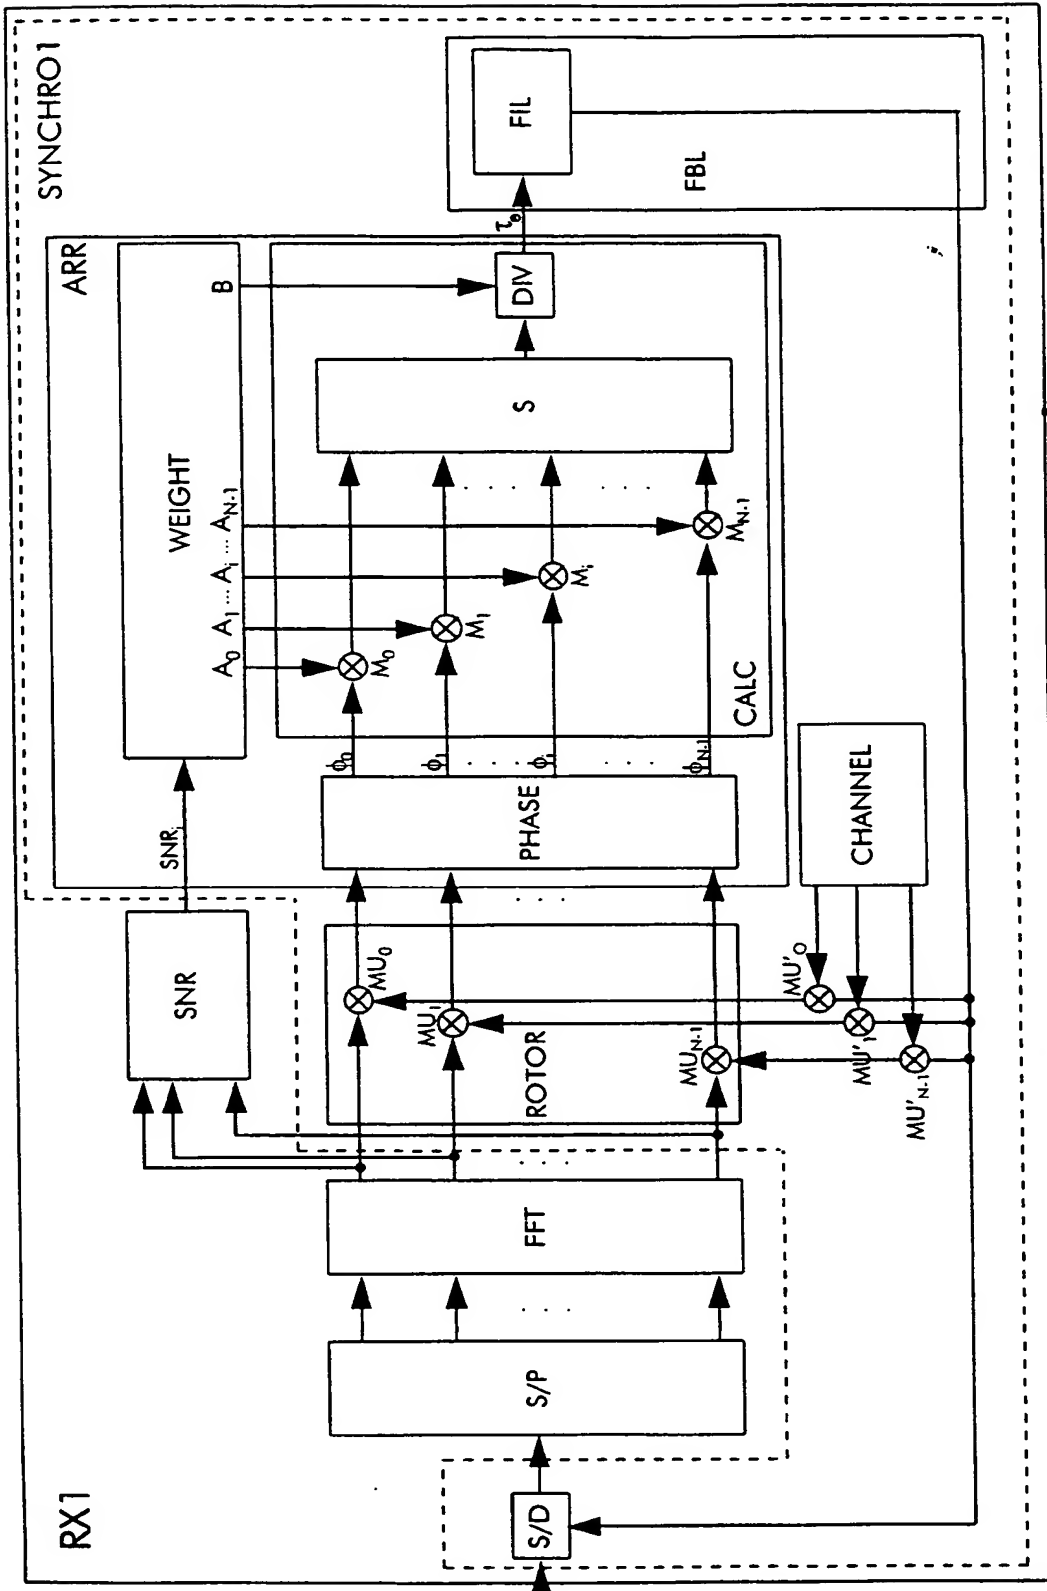 RX1
SYNCHRO1
SNR
SNRi
ARR
WEIGHT
A0 A1 ... Ai ... AN-1
B
S/D
S/P
FFT
. . .
. . .
ROTOR
MU0
MU1
MUN-1
. . .
PHASE
ϕ0
ϕ1
. . . .
ϕi
. . . .
ϕN-1
M0
M1
Mi
MN-1
. . . .
. . . .
CALC
S
DIV
τe
FIL
FBL
CHANNEL
MU'0
MU'1
MU'N-1